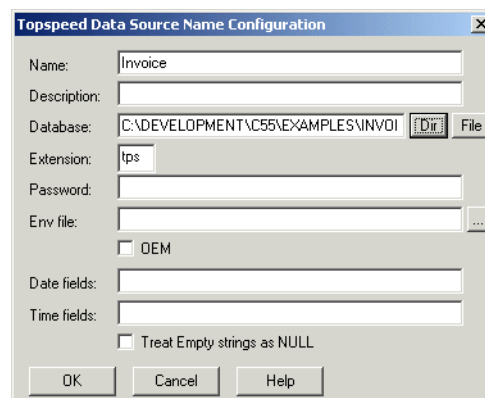 Topspeed Data Source Name Configuration
Name: Invoice
Description:
Database: C:\DEVELOPMENT\C55\EXAMPLES\INVOI Dir File
Extension: tps
Password:
Env file: ...
OEM
Date fields:
Time fields:
Treat Empty strings as NULL
OK Cancel Help